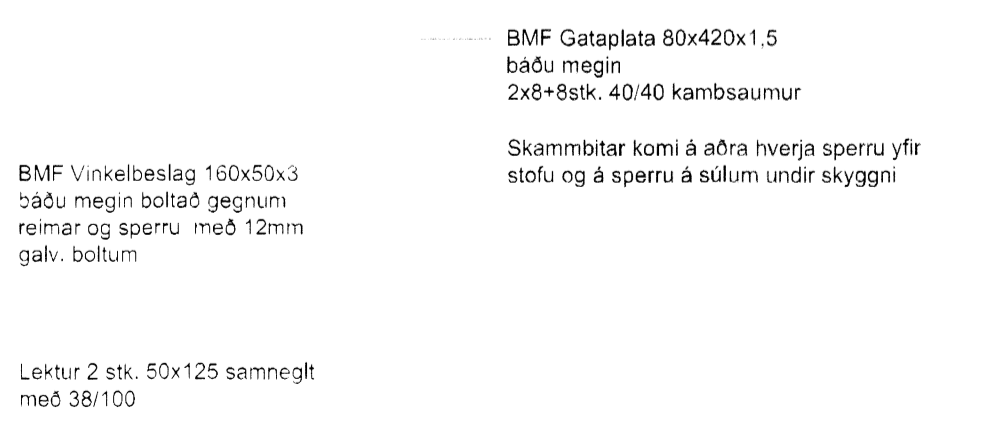 BMF Gataplata 80x420x1,5
báðu megin
2x8+8stk. 40/40 kambsaumur
Skammbitar komi á aðra hverja sperru yfir
stofu og á sperru á súlum undir skyggni
BMF Vinkelbeslag 160x50x3
báðu megin boltað gegnum
reimar og sperru með 12mm
galv. boltum
Lektur 2 stk. 50x125 samneglt
með 38/100